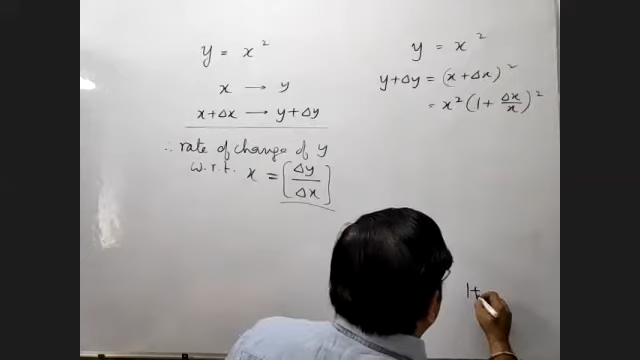 y = x²
x → y
x+Δx → y+Δy
∴ rate of change of y
w.r.t. x = [Δy/Δx]
y = x²
y+Δy = (x+Δx)²
= x²(1+ Δx/x)²
1+